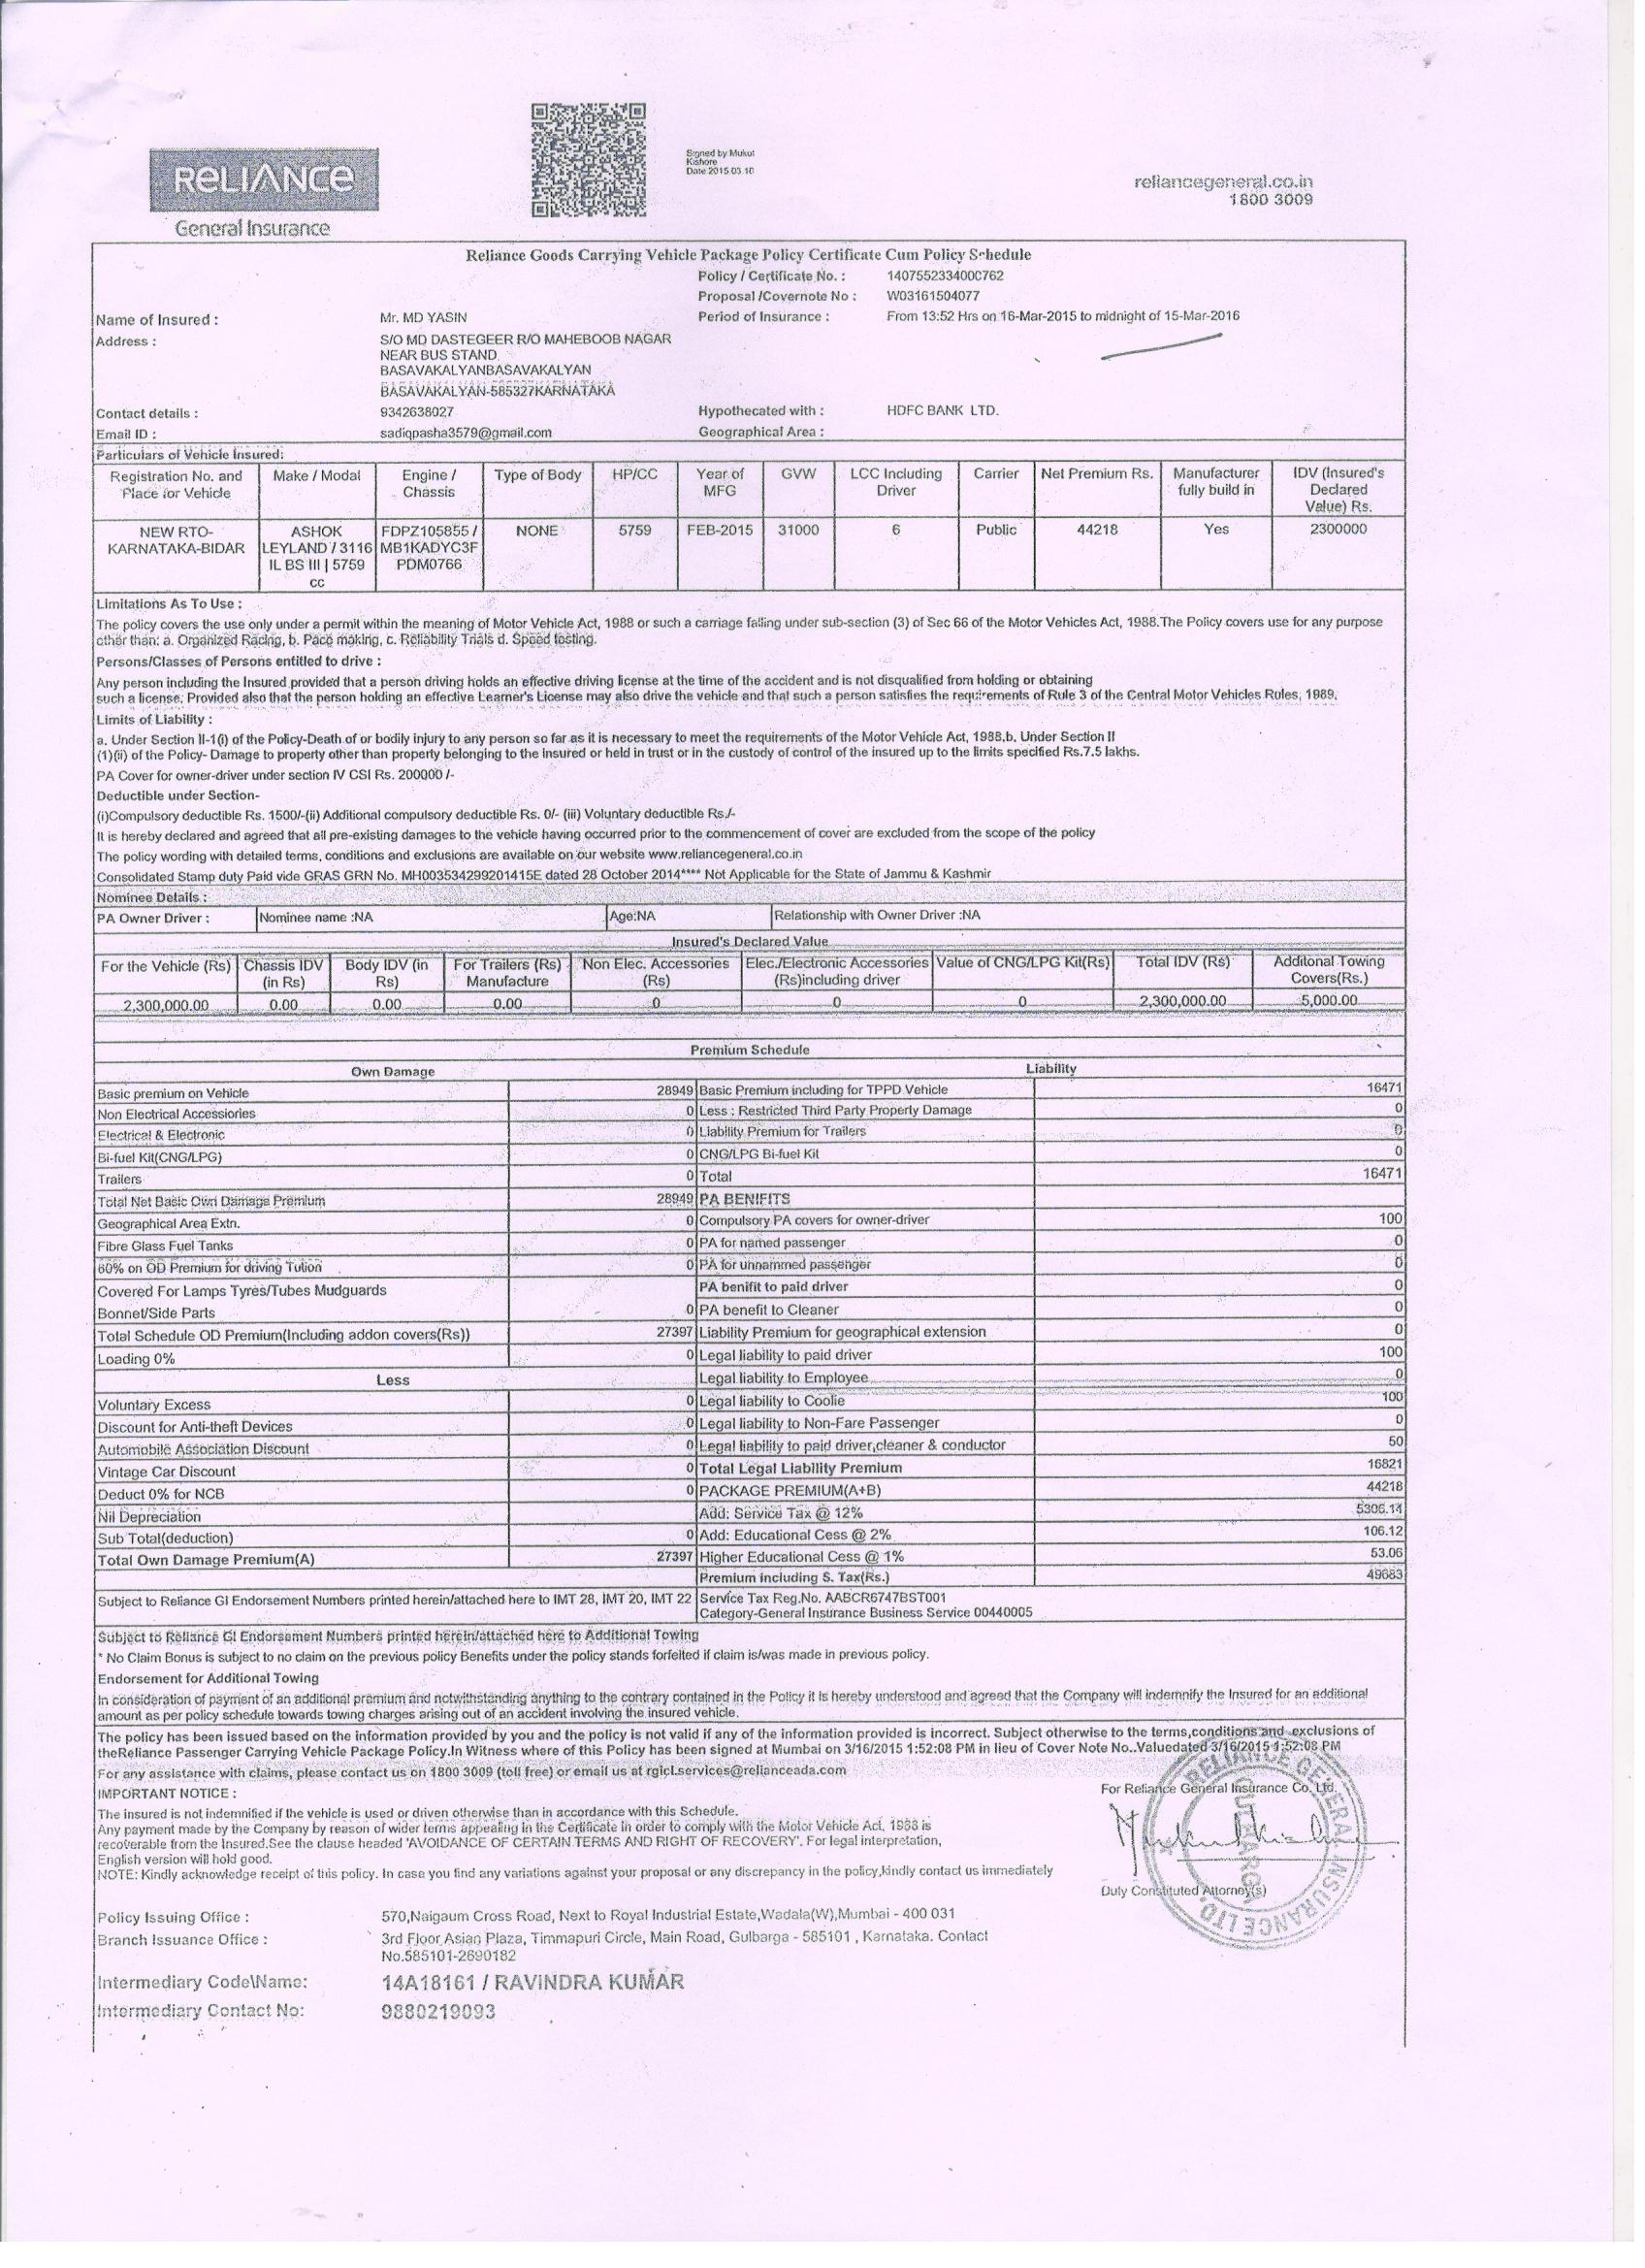 RELIANCE
General Insurance
Signed by Mukul
Kishore
Date 2015.03.16
reliancegeneral.co.in
1800 3009
Reliance Goods Carrying Vehicle Package Policy Certificate Cum Policy Schedule
Policy / Certificate No. : 140755233400C762
Proposal /Covernote No : W03161504077
Name of Insured : Mr. MD YASIN Period of Insurance : From 13:52 Hrs on 16-Mar-2015 to midnight of 15-Mar-2016
Address : S/O MD DASTEGEER R/O MAHEBOOB NAGAR
NEAR BUS STAND
BASAVAKALYANBASAVAKALYAN
BASAVAKALYAN-585327KARNATAKA
Contact details : 9342638027 Hypothecated with : HDFC BANK LTD.
Email ID : sadiqpasha3579@gmail.com Geographical Area :
Particulars of Vehicle Insured:
Registration No. and Make / Modal Engine / Type of Body HP/CC Year of GVW LCC Including Carrier Net Premium Rs. Manufacturer IDV (Insured's
Place for Vehicle Chassis MFG Driver fully build in Declared
Value) Rs.
NEW RTO- ASHOK FDPZ105855 / NONE 5759 FEB-2015 31000 6 Public 44218 Yes 2300000
KARNATAKA-BIDAR LEYLAND / 3116 MB1KADYC3F
IL BS III | 5759 PDM0766
cc
Limitations As To Use :
The policy covers the use only under a permit within the meaning of Motor Vehicle Act, 1988 or such a carriage falling under sub-section (3) of Sec 66 of the Motor Vehicles Act, 1988.The Policy covers use for any purpose
other than: a. Organized Racing, b. Pace making, c. Reliability Trials d. Speed testing.
Persons/Classes of Persons entitled to drive :
Any person including the Insured provided that a person driving holds an effective driving license at the time of the accident and is not disqualified from holding or obtaining
such a license. Provided also that the person holding an effective Learner's License may also drive the vehicle and that such a person satisfies the requirements of Rule 3 of the Central Motor Vehicles Rules, 1989.
Limits of Liability :
a. Under Section II-1(i) of the Policy-Death of or bodily injury to any person so far as it is necessary to meet the requirements of the Motor Vehicle Act, 1988,b. Under Section II
(1)(ii) of the Policy- Damage to property other than property belonging to the insured or held in trust or in the custody of control of the insured up to the limits specified Rs.7.5 lakhs.
PA Cover for owner-driver under section IV CSI Rs. 200000 /-
Deductible under Section-
(i)Compulsory deductible Rs. 1500/-(ii) Additional compulsory deductible Rs. 0/- (iii) Voluntary deductible Rs./-
It is hereby declared and agreed that all pre-existing damages to the vehicle having occurred prior to the commencement of cover are excluded from the scope of the policy
The policy wording with detailed terms, conditions and exclusions are available on our website www.reliancegeneral.co.in
Consolidated Stamp duty Paid vide GRAS GRN No. MH003534299201415E dated 28 October 2014**** Not Applicable for the State of Jammu & Kashmir
Nominee Details :
PA Owner Driver : Nominee name :NA Age:NA Relationship with Owner Driver :NA
Insured's Declared Value
For the Vehicle (Rs) Chassis IDV Body IDV (in For Trailers (Rs) Non Elec. Accessories Elec./Electronic Accessories Value of CNG/LPG Kit(Rs) Total IDV (Rs) Additonal Towing
(in Rs) Rs) Manufacture (Rs) (Rs)including driver Covers(Rs.)
2,300,000.00 0.00 0.00 0.00 0 0 0 2,300,000.00 5,000.00
Premium Schedule
Own Damage Liability
Basic premium on Vehicle 28949 Basic Premium including for TPPD Vehicle 16471
Non Electrical Accessiories 0 Less : Restricted Third Party Property Damage 0
Electrical & Electronic 0 Liability Premium for Trailers 0
Bi-fuel Kit(CNG/LPG) 0 CNG/LPG Bi-fuel Kit 0
Trailers 0 Total 16471
Total Net Basic Own Damage Premium 28949 PA BENIFITS
Geographical Area Extn. 0 Compulsory PA covers for owner-driver 100
Fibre Glass Fuel Tanks 0 PA for named passenger 0
60% on OD Premium for driving Tution 0 PA for unnammed passenger 0
Covered For Lamps Tyres/Tubes Mudguards PA benifit to paid driver 0
Bonnet/Side Parts 0 PA benefit to Cleaner 0
Total Schedule OD Premium(Including addon covers(Rs)) 27397 Liability Premium for geographical extension 0
Loading 0% 0 Legal liability to paid driver 100
Less Legal liability to Employee 0
Voluntary Excess 0 Legal liability to Coolie 100
Discount for Anti-theft Devices 0 Legal liability to Non-Fare Passenger 0
Automobile Association Discount 0 Legal liability to paid driver,cleaner & conductor 50
Vintage Car Discount 0 Total Legal Liability Premium 16821
Deduct 0% for NCB 0 PACKAGE PREMIUM(A+B) 44218
Nil Depreciation Add: Service Tax @ 12% 5306.14
Sub Total(deduction) 0 Add: Educational Cess @ 2% 106.12
Total Own Damage Premium(A) 27397 Higher Educational Cess @ 1% 53.06
Premium including S. Tax(Rs.) 49683
Subject to Reliance GI Endorsement Numbers printed herein/attached here to IMT 28, IMT 20, IMT 22 Service Tax Reg.No. AABCR6747BST001
Category-General Insurance Business Service 00440005
Subject to Reliance GI Endorsement Numbers printed herein/attached here to Additional Towing
* No Claim Bonus is subject to no claim on the previous policy Benefits under the policy stands forfeited if claim is/was made in previous policy.
Endorsement for Additional Towing
In consideration of payment of an additional premium and notwithstanding anything to the contrary contained in the Policy it is hereby understood and agreed that the Company will indemnify the Insured for an additional
amount as per policy schedule towards towing charges arising out of an accident involving the insured vehicle.
The policy has been issued based on the information provided by you and the policy is not valid if any of the information provided is incorrect. Subject otherwise to the terms,conditions and exclusions of
theReliance Passenger Carrying Vehicle Package Policy.In Witness where of this Policy has been signed at Mumbai on 3/16/2015 1:52:08 PM in lieu of Cover Note No..Valuedated 3/16/2015 1:52:08 PM
For any assistance with claims, please contact us on 1800 3009 (toll free) or email us at rgicl.services@relianceada.com
IMPORTANT NOTICE : For Reliance General Insurance Co. Ltd.
The insured is not indemnified if the vehicle is used or driven otherwise than in accordance with this Schedule.
Any payment made by the Company by reason of wider terms appearing in the Certificate in order to comply with the Motor Vehicle Act, 1988 is
recoverable from the Insured.See the clause headed 'AVOIDANCE OF CERTAIN TERMS AND RIGHT OF RECOVERY'. For legal interpretation,
English version will hold good.
NOTE: Kindly acknowledge receipt of this policy. In case you find any variations against your proposal or any discrepancy in the policy,kindly contact us immediately
Duly Constituted Attorney(s)
RELIANCE GENERAL INSURANCE LTD.
GULBARGA
Policy Issuing Office : 570,Naigaum Cross Road, Next to Royal Industrial Estate,Wadala(W),Mumbai - 400 031
Branch Issuance Office : 3rd Floor Asian Plaza, Timmapuri Circle, Main Road, Gulbarga - 585101 , Karnataka. Contact
No.585101-2690182
Intermediary Code\Name: 14A18161 / RAVINDRA KUMAR
Intermediary Contact No: 9880219093